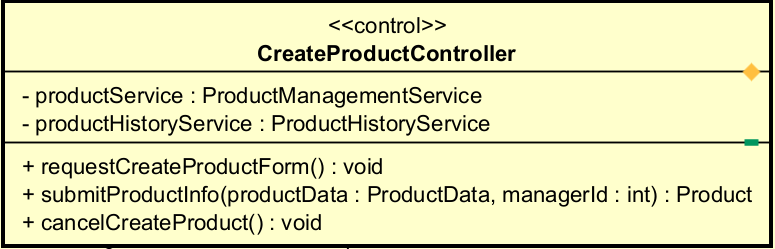 <<control>>
CreateProductController
- productService : ProductManagementService
- productHistoryService : ProductHistoryService
+ requestCreateProductForm() : void
+ submitProductInfo(productData : ProductData, managerId : int) : Product
+ cancelCreateProduct() : void